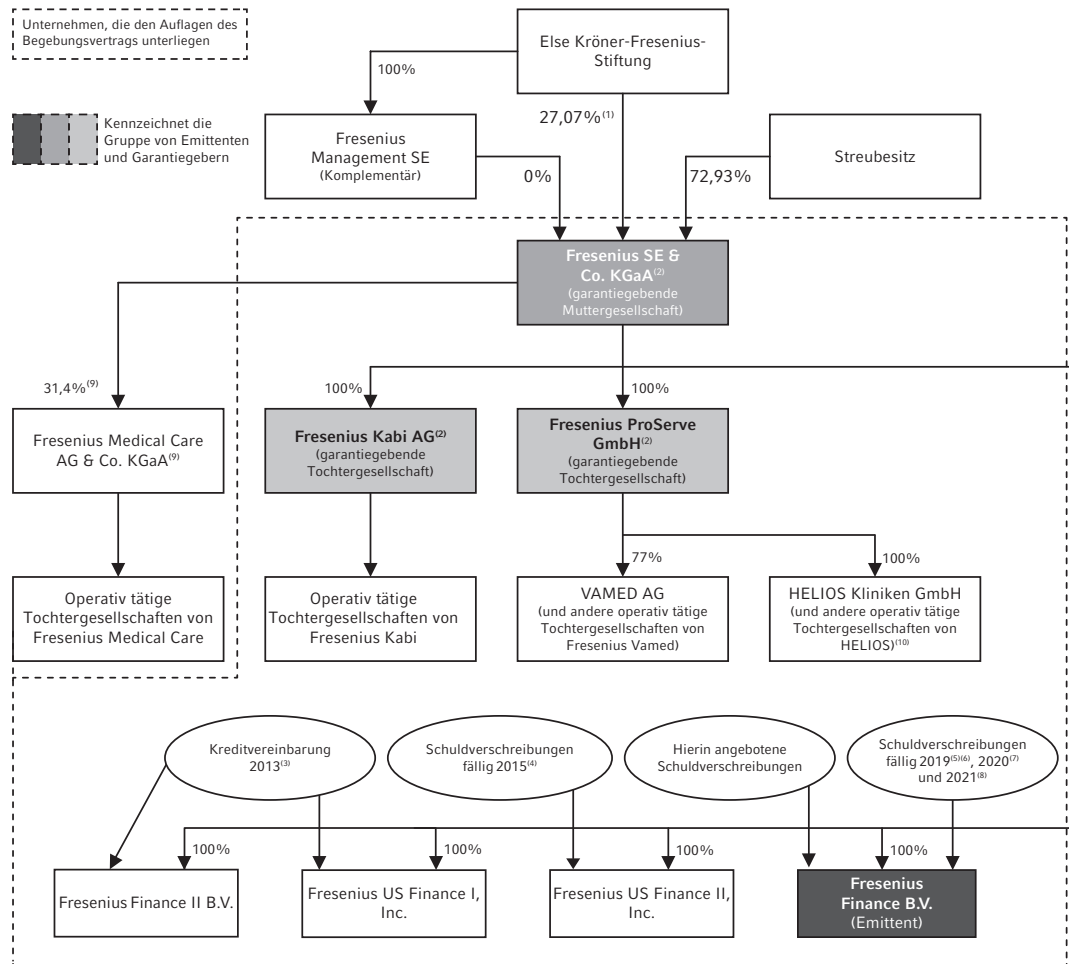 Unternehmen, die den Auflagen des
Begebungsvertrags unterliegen
Else Kröner-Fresenius-
Stiftung
100%
Kennzeichnet die
Gruppe von Emittenten
und Garantiegebern
27,07%(1)
Fresenius
Management SE
(Komplementär)
Streubesitz
0%
72,93%
Fresenius SE &
Co. KGaA(2)
(garantiegebende
Muttergesellschaft)
31,4%(9)
100%
100%
Fresenius Medical Care
AG & Co. KGaA(9)
Fresenius Kabi AG(2)
(garantiegebende
Tochtergesellschaft)
Fresenius ProServe
GmbH(2)
(garantiegebende
Tochtergesellschaft)
77%
100%
Operativ tätige
Tochtergesellschaften von
Fresenius Medical Care
Operativ tätige
Tochtergesellschaften von
Fresenius Kabi
VAMED AG
(und andere operativ tätige
Tochtergesellschaften von
Fresenius Vamed)
HELIOS Kliniken GmbH
(und andere operativ tätige
Tochtergesellschaften von
HELIOS)(10)
Kreditvereinbarung
2013(3)
Schuldverschreibungen
fällig 2015(4)
Hierin angebotene
Schuldverschreibungen
Schuldverschreibungen
fällig 2019(5)(6), 2020(7)
und 2021(8)
100%
100%
100%
100%
Fresenius Finance II B.V.
Fresenius US Finance I,
Inc.
Fresenius US Finance II,
Inc.
Fresenius
Finance B.V.
(Emittent)